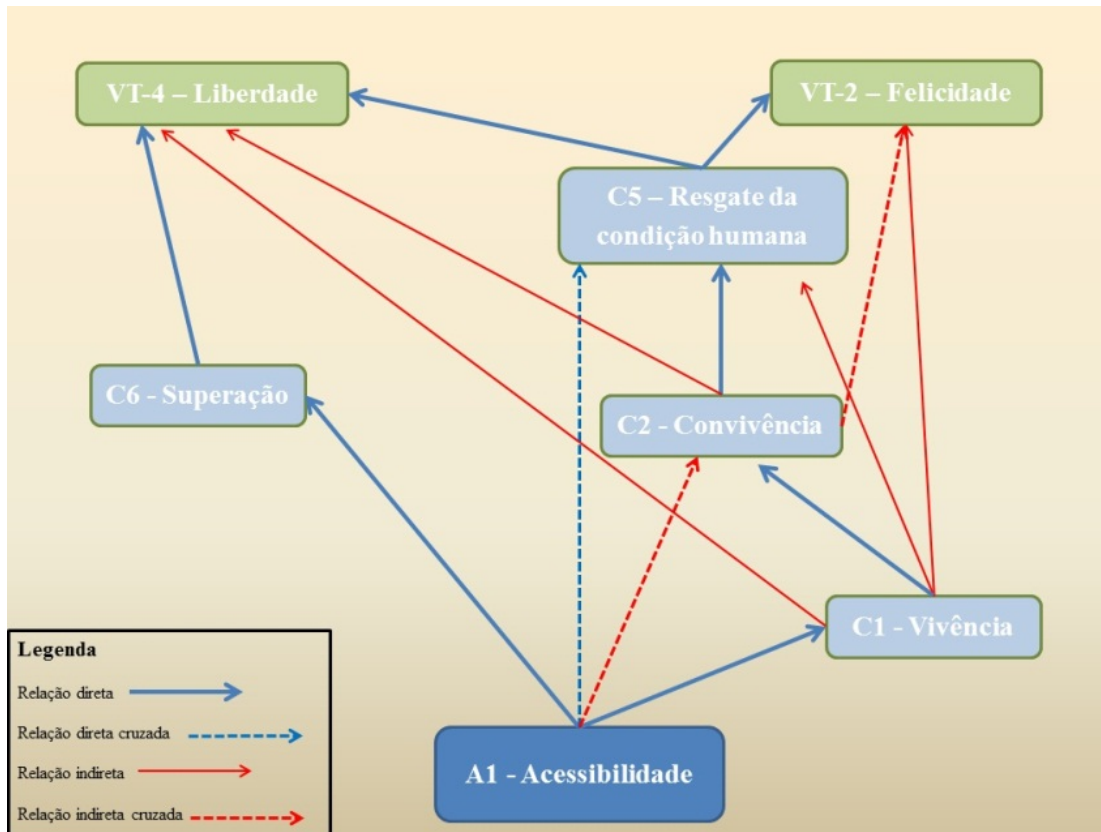 VT-4 – Liberdade
VT-2 – Felicidade
C5 – Resgate da
condição humana
C6 - Superação
C2 - Convivência
C1 - Vivência
A1 - Acessibilidade
Legenda
Relação direta
Relação direta cruzada
Relação indireta
Relação indireta cruzada